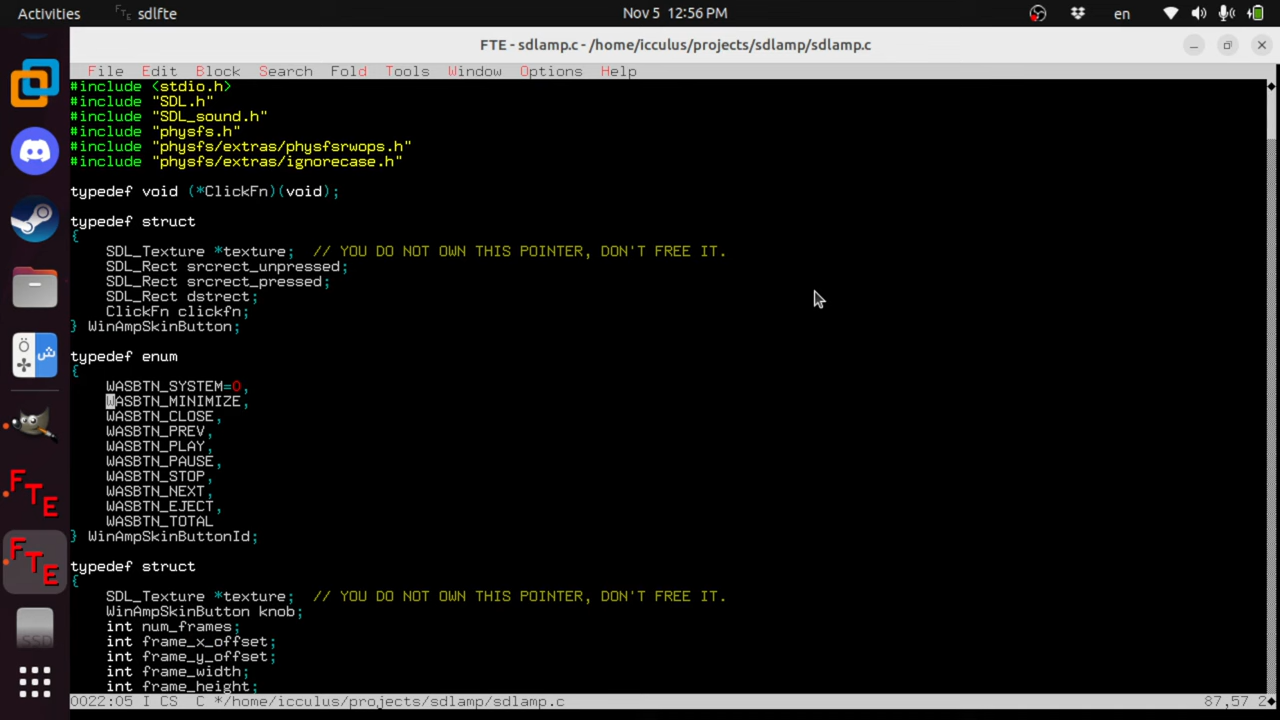 Activities
sdlfte
Nov 5 12:56 PM
en
FTE - sdlamp.c - /home/icculus/projects/sdlamp/sdlamp.c
File Edit Block Search Fold Tools Window Options Help
#include <stdio.h>
#include "SDL.h"
#include "SDL_sound.h"
#include "physfs.h"
#include "physfs/extras/physfsrwops.h"
#include "physfs/extras/ignorecase.h"
typedef void (*ClickFn)(void);
typedef struct
{
    SDL_Texture *texture;  // YOU DO NOT OWN THIS POINTER, DON'T FREE IT.
    SDL_Rect srcrect_unpressed;
    SDL_Rect srcrect_pressed;
    SDL_Rect dstrect;
    ClickFn clickfn;
} WinAmpSkinButton;
typedef enum
{
    WASBTN_SYSTEM=0,
    WASBTN_MINIMIZE,
    WASBTN_CLOSE,
    WASBTN_PREV,
    WASBTN_PLAY,
    WASBTN_PAUSE,
    WASBTN_STOP,
    WASBTN_NEXT,
    WASBTN_EJECT,
    WASBTN_TOTAL
} WinAmpSkinButtonId;
typedef struct
{
    SDL_Texture *texture;  // YOU DO NOT OWN THIS POINTER, DON'T FREE IT.
    WinAmpSkinButton knob;
    int num_frames;
    int frame_x_offset;
    int frame_y_offset;
    int frame_width;
    int frame_height;
0022:05 I CS  C */home/icculus/projects/sdlamp/sdlamp.c 87,57 2
Ö
ش
FTE
FTE
SSD